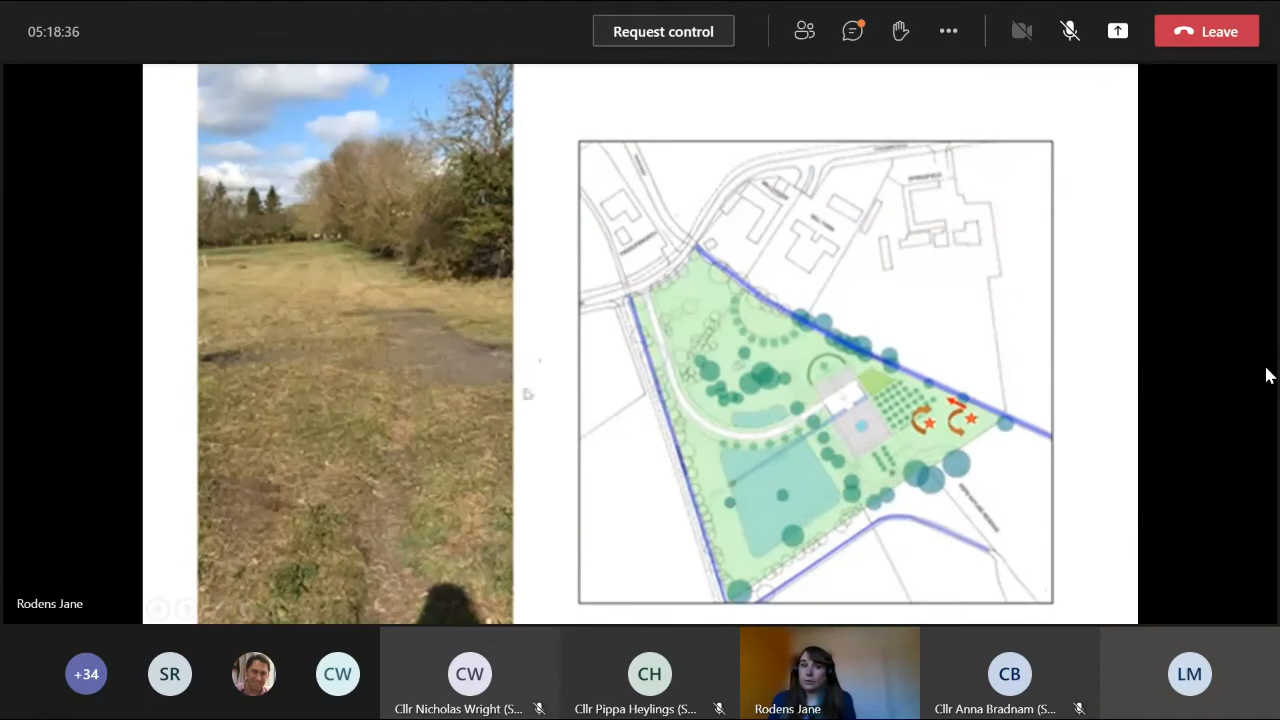 05:18:36
Request control
Leave
SPRINGFIELD
Rodens Jane
+34
SR
CW
CW
CH
CB
LM
Cllr Nicholas Wright (S...
Cllr Pippa Heylings (S...
Rodens Jane
Cllr Anna Bradnam (S...